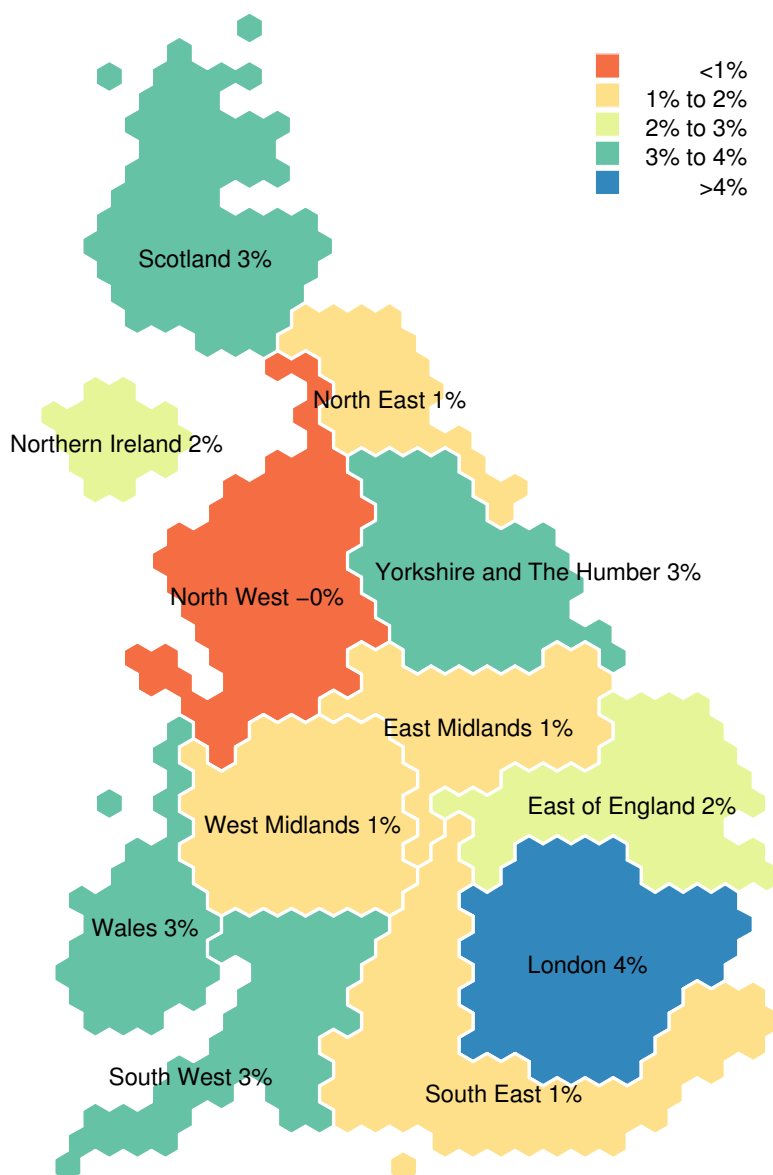 <1%
1% to 2%
2% to 3%
3% to 4%
>4%
Scotland 3%
North East 1%
Northern Ireland 2%
Yorkshire and The Humber 3%
North West −0%
East Midlands 1%
East of England 2%
West Midlands 1%
Wales 3%
London 4%
South West 3%
South East 1%